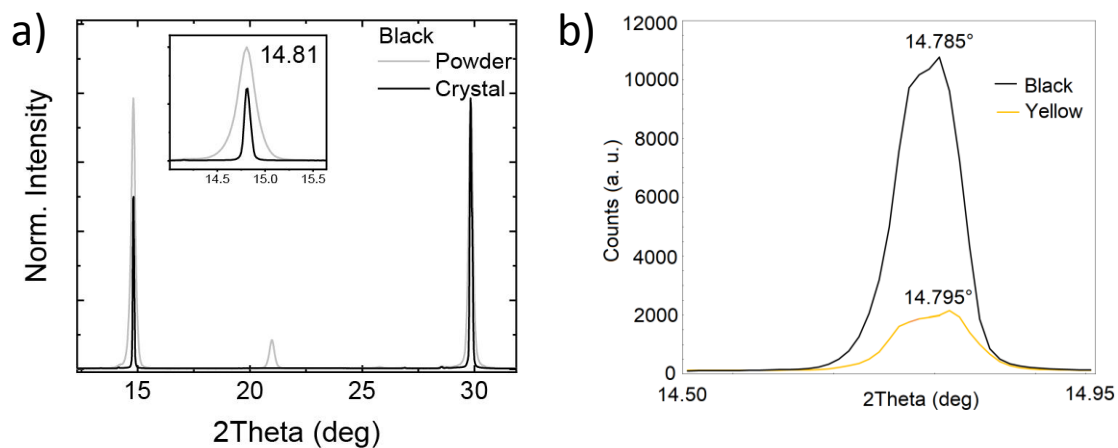 a)
Black
Powder
Crystal
14.81
14.5 15.0 15.5
Norm. Intensity
15 20 25 30
2Theta (deg)
b)
12000
10000
8000
6000
4000
2000
0
Counts (a. u.)
14.785°
Black
Yellow
14.795°
14.50 14.95
2Theta (deg)